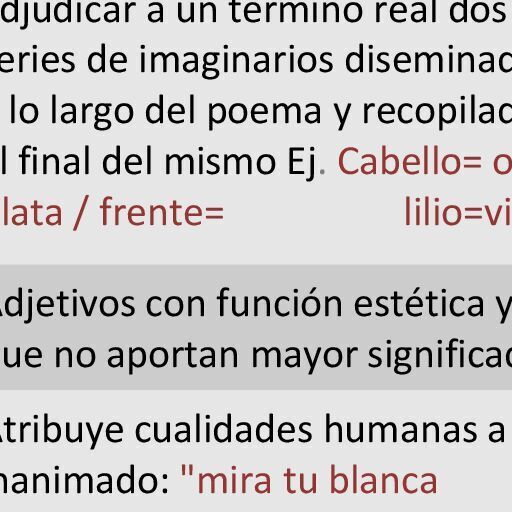 djudicar a un término real dos
eries de imaginarios diseminad
lo largo del poema y recopilad
l final del mismo Ej. Cabello= o
lata / frente= lilio=vi
djetivos con función estética y
ue no aportan mayor significad
tribuye cualidades humanas a
nanimado: "mira tu blanca